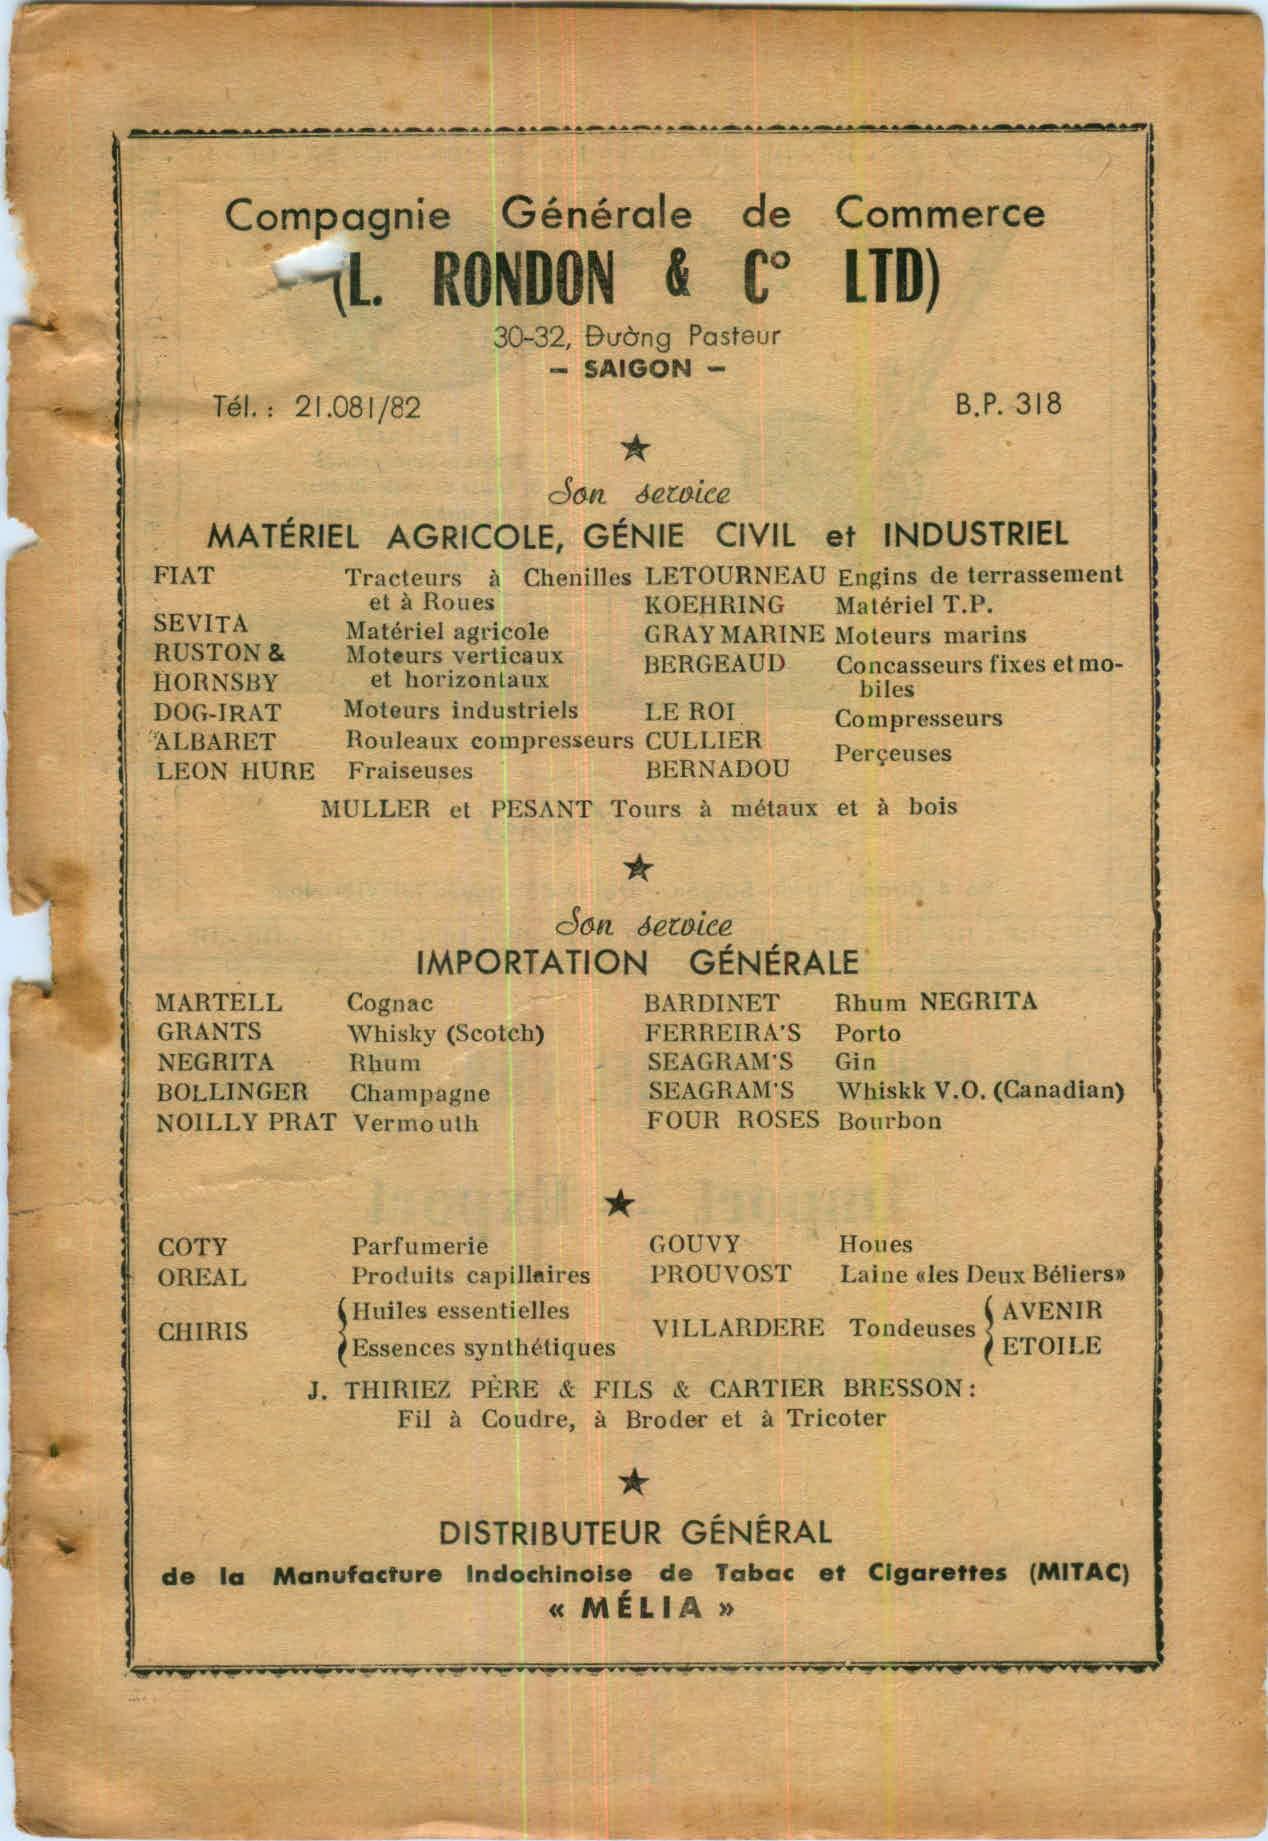 Compagnie Générale de Commerce
(L. RONDON & Cº LTD)
30-32, Đường Pasteur
- SAIGON -
Tél. : 21.081/82 B.P. 318
Son service
MATÉRIEL AGRICOLE, GÉNIE CIVIL et INDUSTRIEL
FIAT Tracteurs à Chenilles
et à Roues
SEVITA Matériel agricole
RUSTON & Moteurs verticaux
HORNSBY et horizontaux
DOG-IRAT Moteurs industriels
ALBARET Rouleaux compresseurs
LEON HURE Fraiseuses
LETOURNEAU Engins de terrassement
KOEHRING Matériel T.P.
GRAY MARINE Moteurs marins
BERGEAUD Concasseurs fixes et mo-
biles
LE ROI Compresseurs
CULLIER Perçeuses
BERNADOU
MULLER et PESANT Tours à métaux et à bois
Son service
IMPORTATION GÉNÉRALE
MARTELL Cognac BARDINET Rhum NEGRITA
GRANTS Whisky (Scotch) FERREIRA'S Porto
NEGRITA Rhum SEAGRAM'S Gin
BOLLINGER Champagne SEAGRAM'S Whiskk V.O. (Canadian)
NOILLY PRAT Vermouth FOUR ROSES Bourbon
COTY Parfumerie GOUVY Houes
OREAL Produits capillaires PROUVOST Laine «les Deux Béliers»
CHIRIS { Huiles essentielles
Essences synthétiques
VILLARDERE Tondeuses { AVENIR
ETOILE
J. THIRIEZ PÈRE & FILS & CARTIER BRESSON :
Fil à Coudre, à Broder et à Tricoter
DISTRIBUTEUR GÉNÉRAL
de la Manufacture Indochinoise de Tabac et Cigarettes (MITAC)
« MÉLIA »